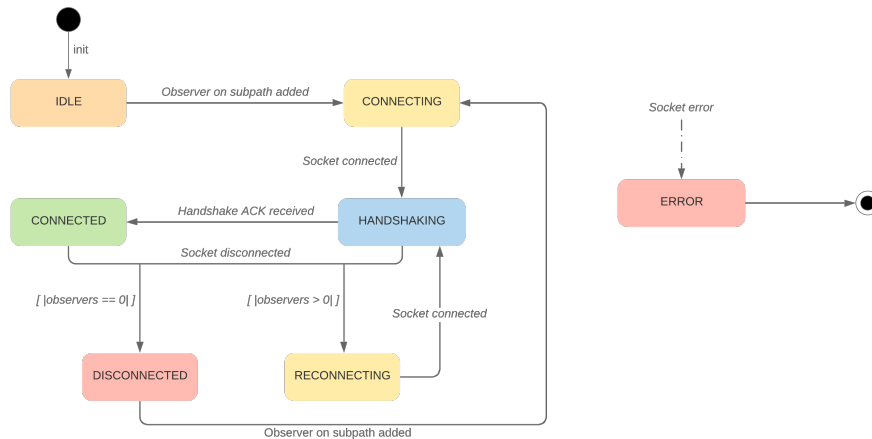 init
IDLE
Observer on subpath added
CONNECTING
Socket error
Socket connected
ERROR
CONNECTED
Handshake ACK received
HANDSHAKING
Socket disconnected
[ |observers == 0| ]
[ |observers > 0| ]
Socket connected
DISCONNECTED
RECONNECTING
Observer on subpath added